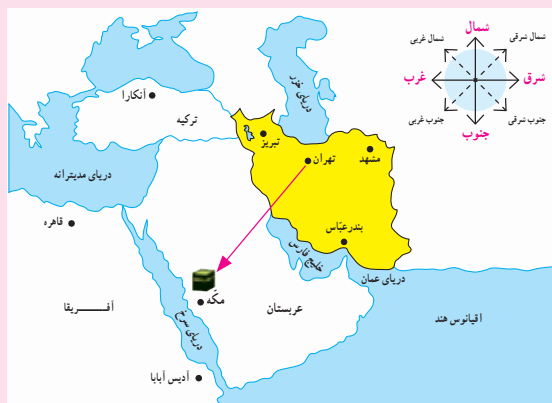 شمال
شمال شرقی
شمال غربی
شرق
غرب
جنوب شرقی
جنوب غربی
جنوب
آنکارا
ترکیه
دریای خزر
تبریز
تهران
مشهد
دریای مدیترانه
قاهره
بندرعبّاس
خلیج فارس
دریای عمان
مکّه
عربستان
آفـــــریقا
دریای سرخ
اقیانوس هند
آدیس آبابا